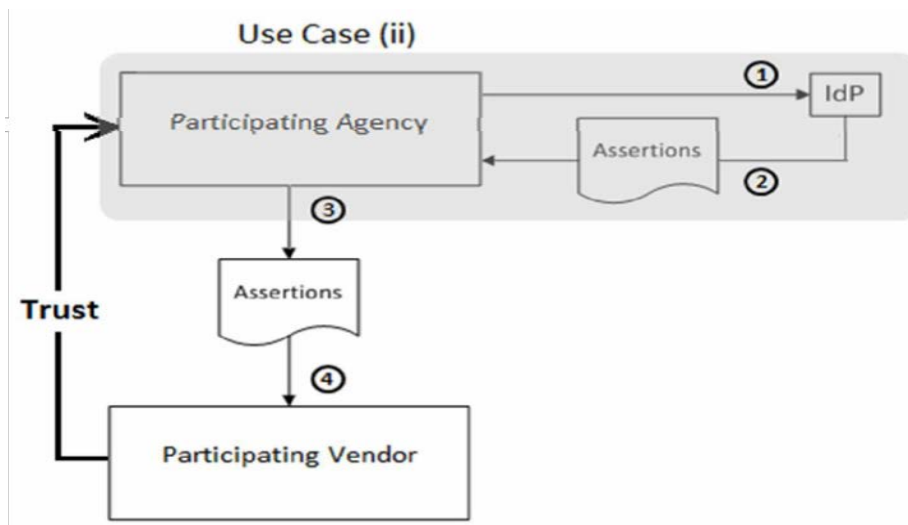 Use Case (ii)
1
IdP
Participating Agency
Assertions
2
3
Assertions
Trust
4
Participating Vendor